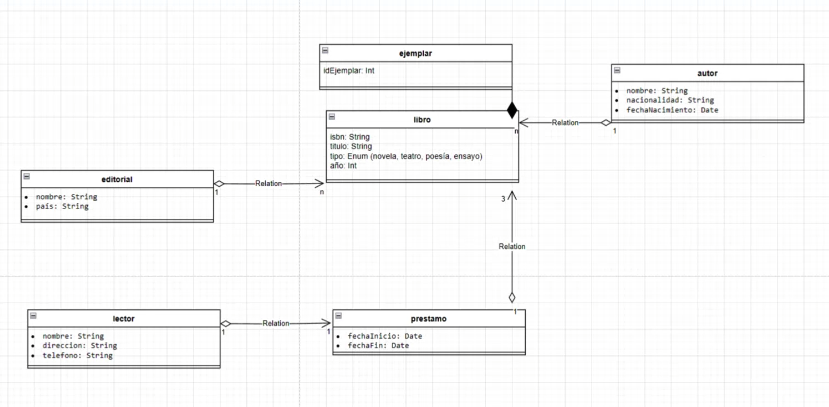 ejemplar
idEjemplar: Int
autor
nombre: String
nacionalidad: String
fechaNacimiento: Date
libro
isbn: String
titulo: String
tipo: Enum (novela, teatro, poesía, ensayo)
año: Int
Relation
n
1
editorial
nombre: String
país: String
1
Relation
n
3
Relation
1
lector
nombre: String
direccion: String
telefono: String
1
Relation
1
prestamo
fechaInicio: Date
fechaFin: Date